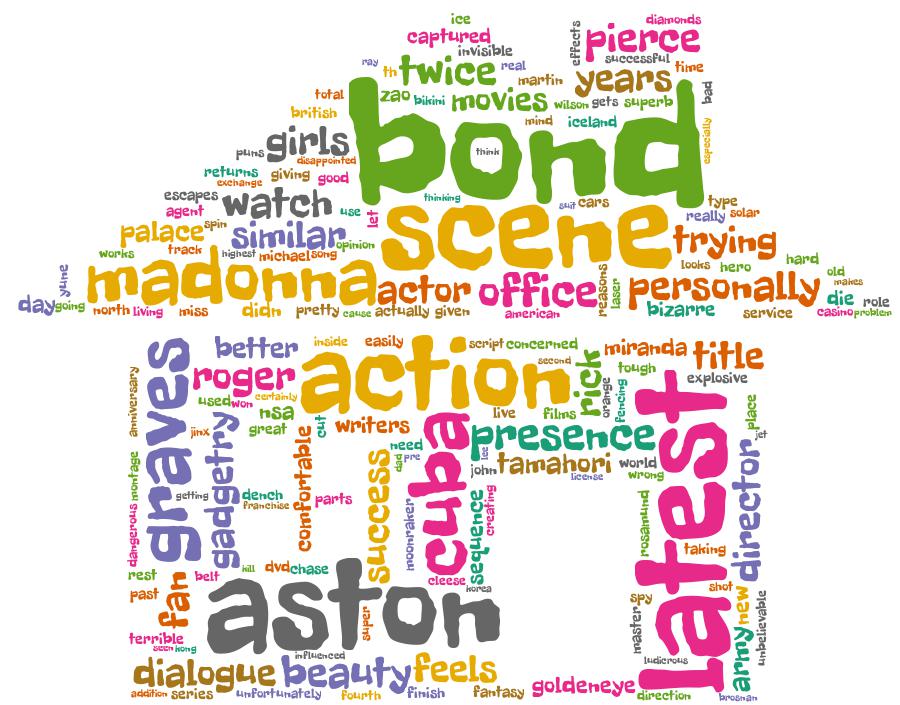 ice
diamonds
captured
effects
pierce
invisible
successful
ray
th
twice
real
martin
years
time
total
zao
bikini
movies
wilson
gets
superb
bad
british
bond
mind
iceland
especially
girls
puns
disappointed
think
returns
giving
good
exchange
escapes
watch
thinking
suit
cars
type
agent
use
let
scene
really
solar
palace
spin
similar
opinion
trying
works
track
highest
michael
song
looks
hero
hard
yune
madonna
actor
office
reasons
laser
personally
old
makes
day
going
north
living
miss
didn
pretty
cause
actually
given
american
bizarre
service
die
role
casino
problem
graves
better
inside
easily
action
script
concerned
second
rick
miranda
title
anniversary
roger
certainly
tough
explosive
orange
fencing
used
won
nsa
cut
live
films
place
jinx
great
writers
cuba
presence
latest
jet
gadgetry
comfortable
success
need
dad
pre
lee
john
tamahori
world
wrong
license
director
montage
getting
dench
franchise
parts
moonraker
sequence
creating
rosamund
dangerous
taking
rest
belt
kill
dvd
chase
cleese
korea
past
fan
aston
super
shot
spy
new
master
army
unbelievable
terrible
seen
kong
influenced
ludicrous
dialogue
beauty
feels
addition
series
unfortunately
fourth
finish
fantasy
goldeneye
direction
brosnan